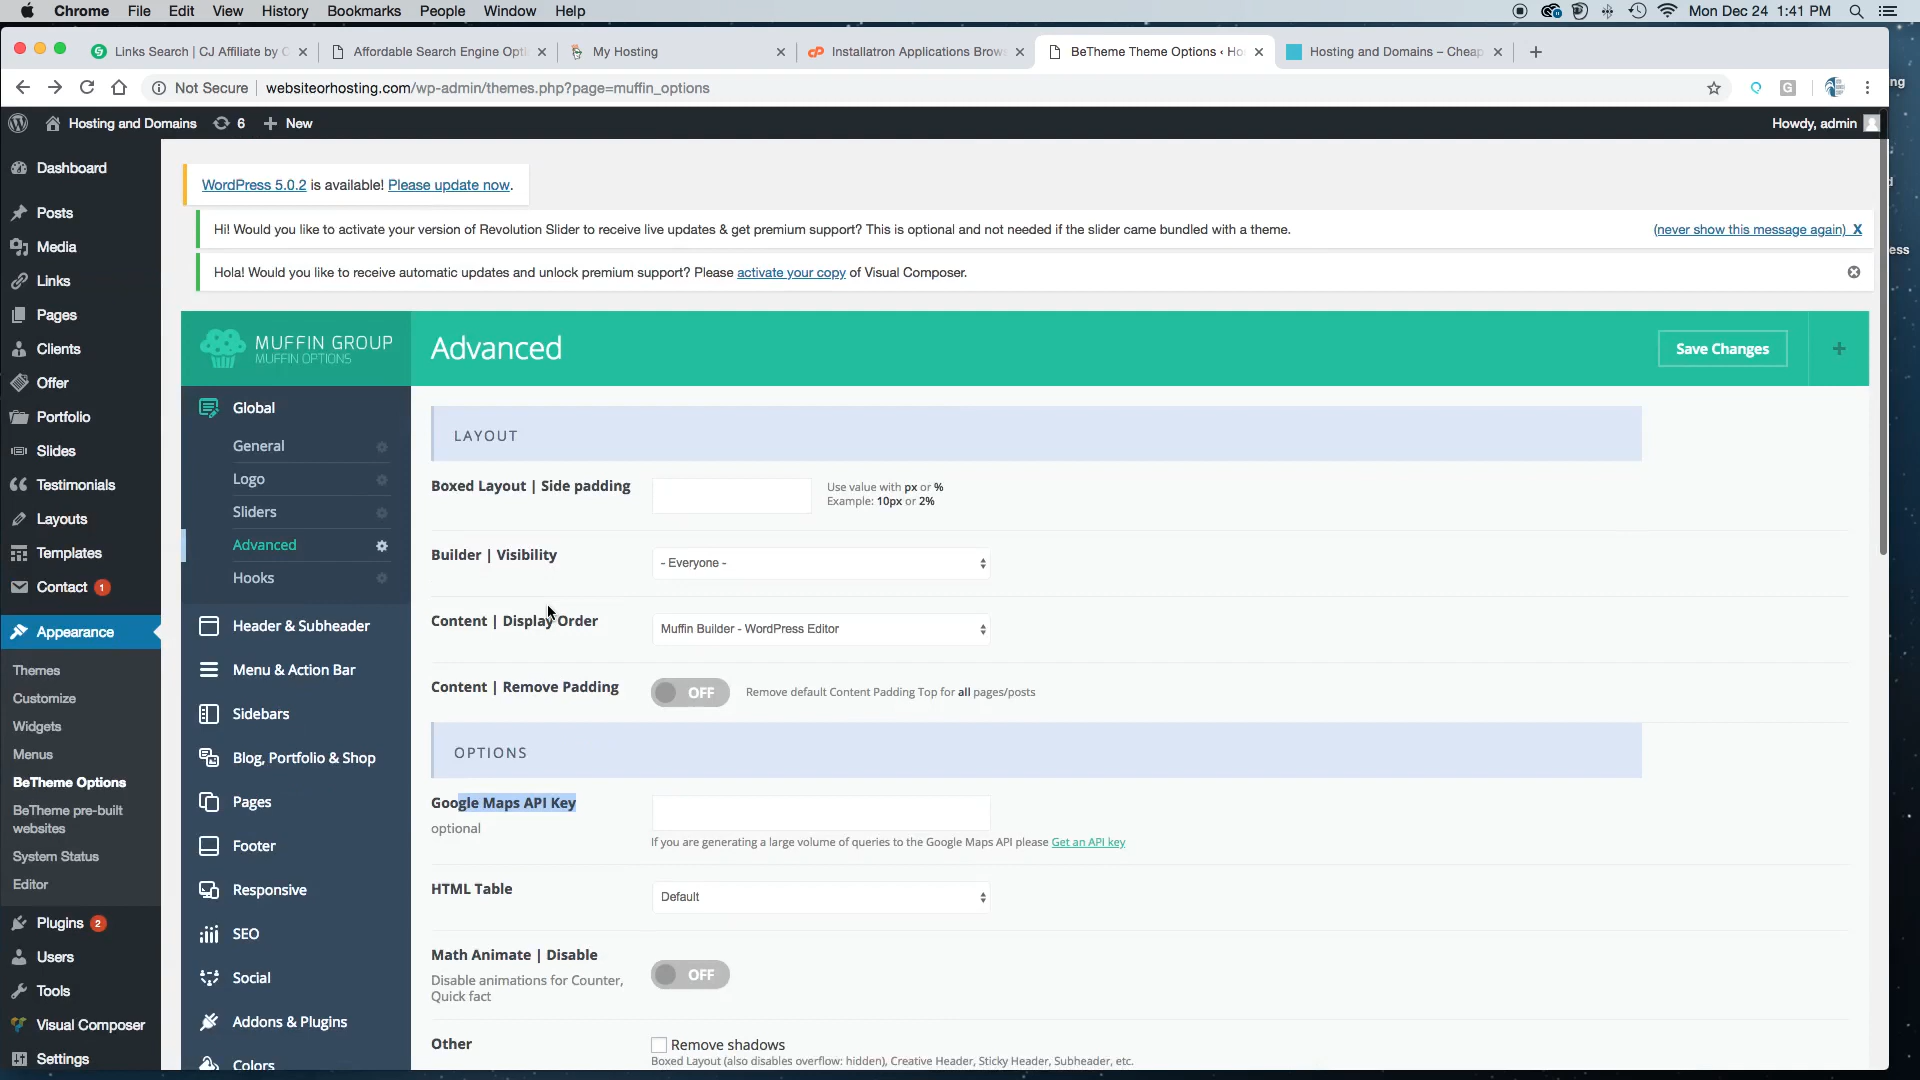 Chrome File Edit View History Bookmarks People Window Help Mon Dec 24 1:41 PM
Links Search | CJ Affiliate by C Affordable Search Engine Opti My Hosting Installatron Applications Brow BeTheme Theme Options ‹ Ho Hosting and Domains – Cheap
Not Secure websiteorhosting.com/wp-admin/themes.php?page=muffin_options
ng
Hosting and Domains 6 New Howdy, admin
Dashboard
Posts
Media
Links
Pages
Clients
Offer
Portfolio
Slides
Testimonials
Layouts
Templates
Contact 1
Appearance
Themes
Customize
Widgets
Menus
BeTheme Options
BeTheme pre-built
websites
System Status
Editor
Plugins 2
Users
Tools
Visual Composer
Settings
WordPress 5.0.2 is available! Please update now.
Hi! Would you like to activate your version of Revolution Slider to receive live updates & get premium support? This is optional and not needed if the slider came bundled with a theme. (never show this message again) X
Hola! Would you like to receive automatic updates and unlock premium support? Please activate your copy of Visual Composer.
ess
MUFFIN GROUP
MUFFIN OPTIONS
Advanced
Save Changes
+
Global
General
Logo
Sliders
Advanced
Hooks
Header & Subheader
Menu & Action Bar
Sidebars
Blog, Portfolio & Shop
Pages
Footer
Responsive
SEO
Social
Addons & Plugins
Colors
LAYOUT
Boxed Layout | Side padding
Use value with px or %
Example: 10px or 2%
Builder | Visibility
- Everyone -
Content | Display Order
Muffin Builder - WordPress Editor
Content | Remove Padding
OFF
Remove default Content Padding Top for all pages/posts
OPTIONS
Google Maps API Key
optional
If you are generating a large volume of queries to the Google Maps API please Get an API key
HTML Table
Default
Math Animate | Disable
Disable animations for Counter,
Quick fact
OFF
Other
Remove shadows
Boxed Layout (also disables overflow: hidden), Creative Header, Sticky Header, Subheader, etc.